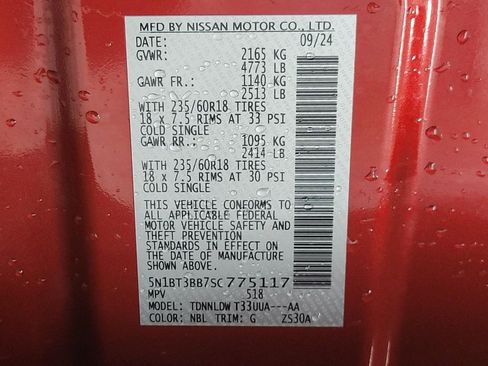 MFD BY NISSAN MOTOR CO., LTD.
DATE: 09/24
GVWR: 2165 KG
4773 LB
GAWR FR.: 1140 KG
2513 LB
WITH 235/60R18 TIRES
18 x 7.5 RIMS AT 33 PSI
COLD SINGLE
GAWR RR.: 1095 KG
2414 LB
WITH 235/60R18 TIRES
18 x 7.5 RIMS AT 30 PSI
COLD SINGLE
THIS VEHICLE CONFORMS TO
ALL APPLICABLE FEDERAL
MOTOR VEHICLE SAFETY AND
THEFT PREVENTION
STANDARDS IN EFFECT ON
THE DATE OF MANUFACTURE
SHOWN ABOVE
5N1BT3BB7SC775117
MPV 518
MODEL: TDNNLDW T33UUA---AA
COLOR: NBL TRIM: G ZS30A